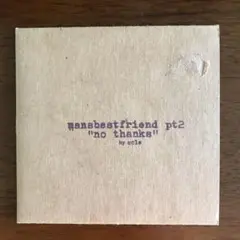 mansbestfriend pt2
"no thanks"
by sole